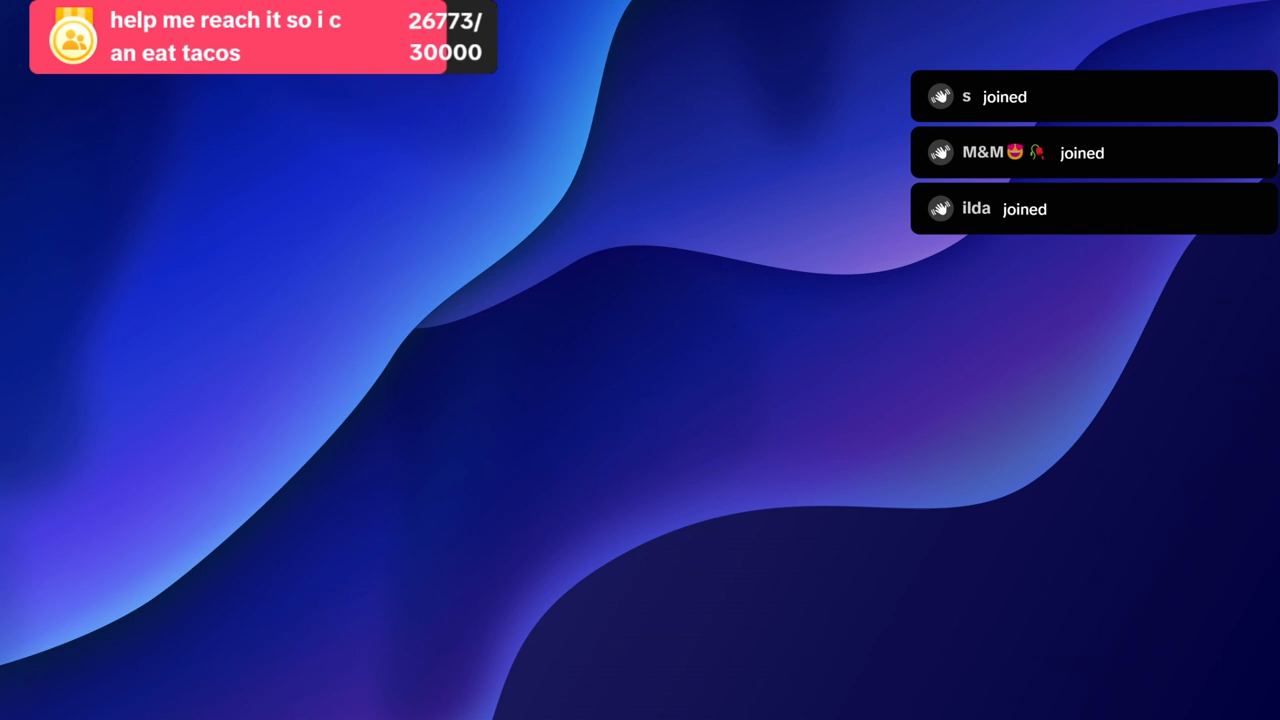 help me reach it so i c
an eat tacos
26773/
30000
s joined
M&M😍🥀 joined
ilda joined